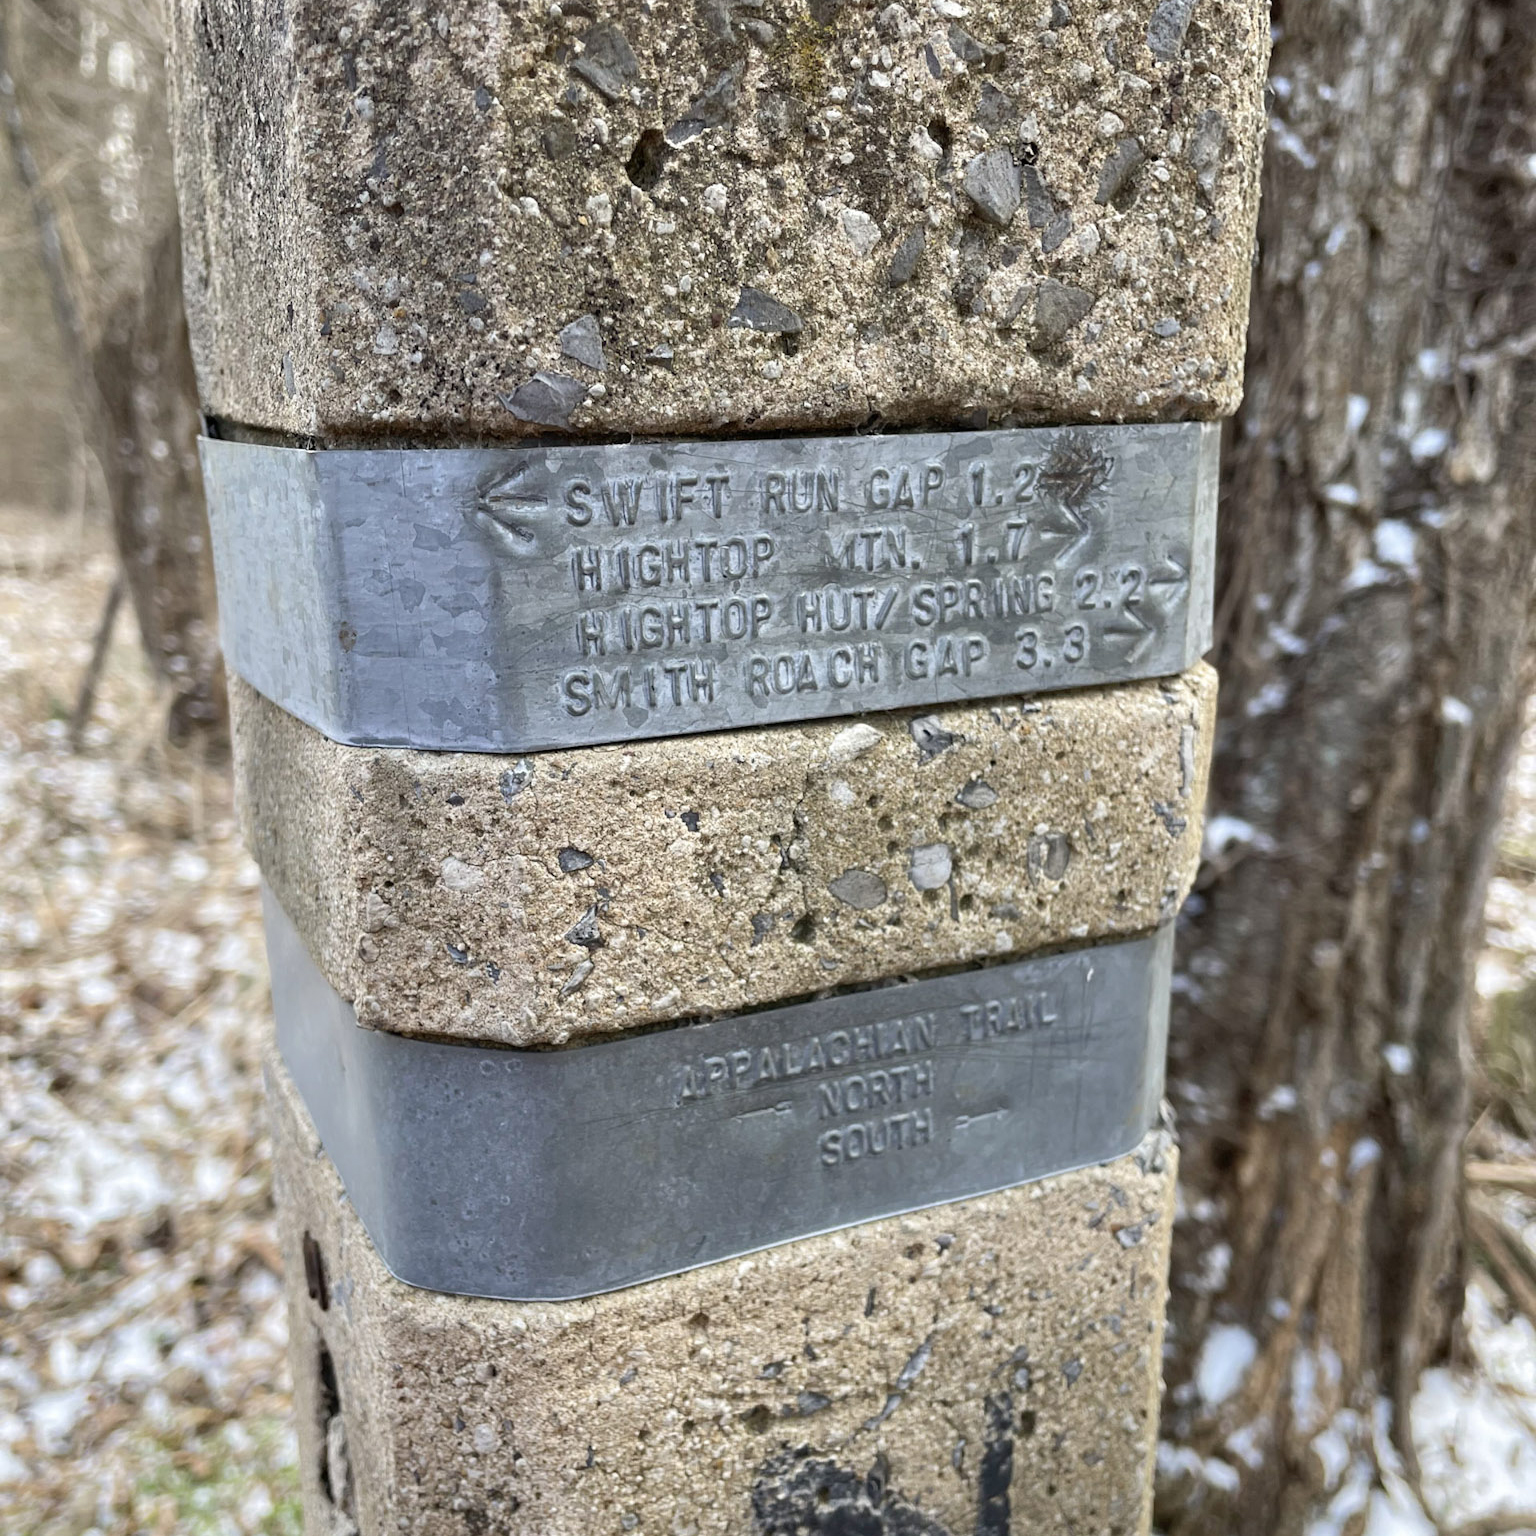 ← SWIFT RUN GAP 1.2
HIGHTOP MTN. 1.7 →
HIGHTOP HUT/SPRING 2.2 →
SMITH ROACH GAP 3.3 →
APPALACHIAN TRAIL
← NORTH
SOUTH →